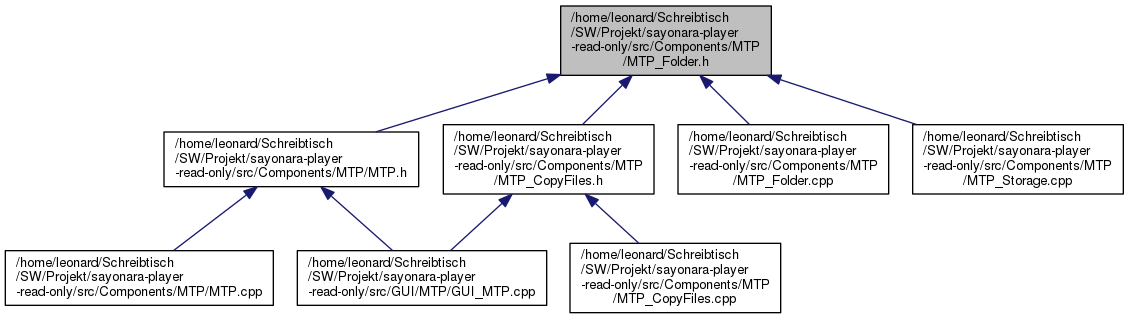 /home/leonard/Schreibtisch
/SW/Projekt/sayonara-player
-read-only/src/Components/MTP
/MTP_Folder.h
/home/leonard/Schreibtisch
/SW/Projekt/sayonara-player
-read-only/src/Components/MTP/MTP.h
/home/leonard/Schreibtisch
/SW/Projekt/sayonara-player
-read-only/src/Components/MTP
/MTP_CopyFiles.h
/home/leonard/Schreibtisch
/SW/Projekt/sayonara-player
-read-only/src/Components/MTP
/MTP_Folder.cpp
/home/leonard/Schreibtisch
/SW/Projekt/sayonara-player
-read-only/src/Components/MTP
/MTP_Storage.cpp
/home/leonard/Schreibtisch
/SW/Projekt/sayonara-player
-read-only/src/Components/MTP/MTP.cpp
/home/leonard/Schreibtisch
/SW/Projekt/sayonara-player
-read-only/src/GUI/MTP/GUI_MTP.cpp
/home/leonard/Schreibtisch
/SW/Projekt/sayonara-player
-read-only/src/Components/MTP
/MTP_CopyFiles.cpp